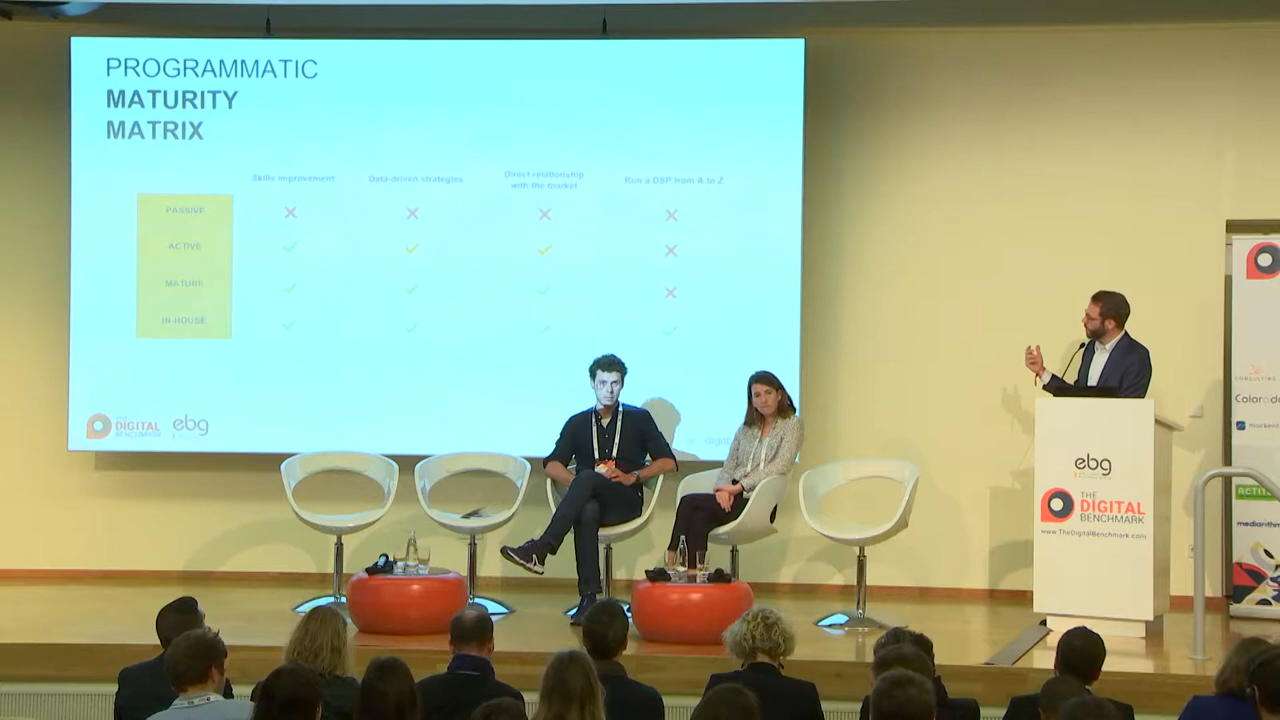 PROGRAMMATIC
MATURITY
MATRIX
Skills improvement
Data-driven strategies
Direct relationship
with the market
Run a DSP from A to Z
PASSIVE
ACTIVE
MATURE
IN-HOUSE
THE
DIGITAL
BENCHMARK
ebg
ebg
THE
DIGITAL
BENCHMARK
www.TheDigitalBenchmark.com
CONSULTING